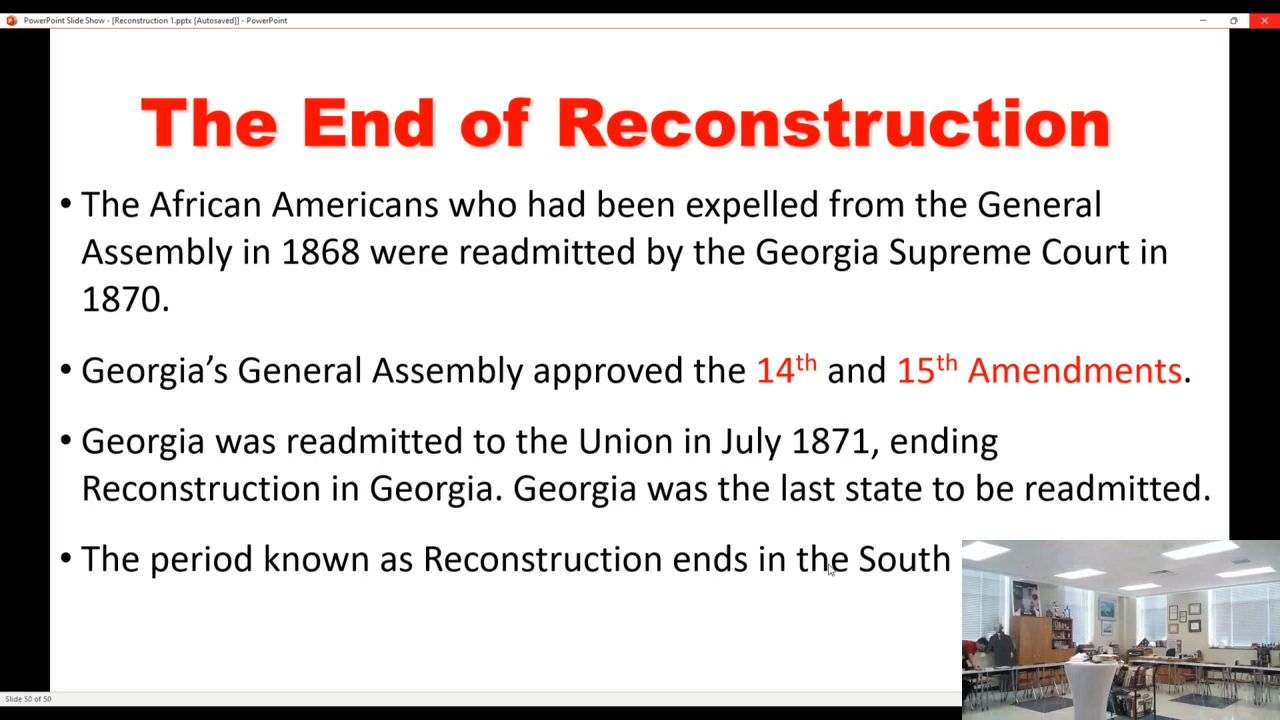 PowerPoint Slide Show - [Reconstruction 1.pptx [Autosaved]] - PowerPoint
The End of Reconstruction
• The African Americans who had been expelled from the General
Assembly in 1868 were readmitted by the Georgia Supreme Court in
1870.
• Georgia’s General Assembly approved the 14th and 15th Amendments.
• Georgia was readmitted to the Union in July 1871, ending
Reconstruction in Georgia. Georgia was the last state to be readmitted.
• The period known as Reconstruction ends in the South
Slide 50 of 50